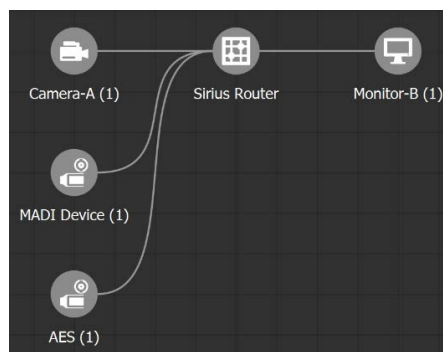 Camera-A (1)
Sirius Router
Monitor-B (1)
MADI Device (1)
AES (1)